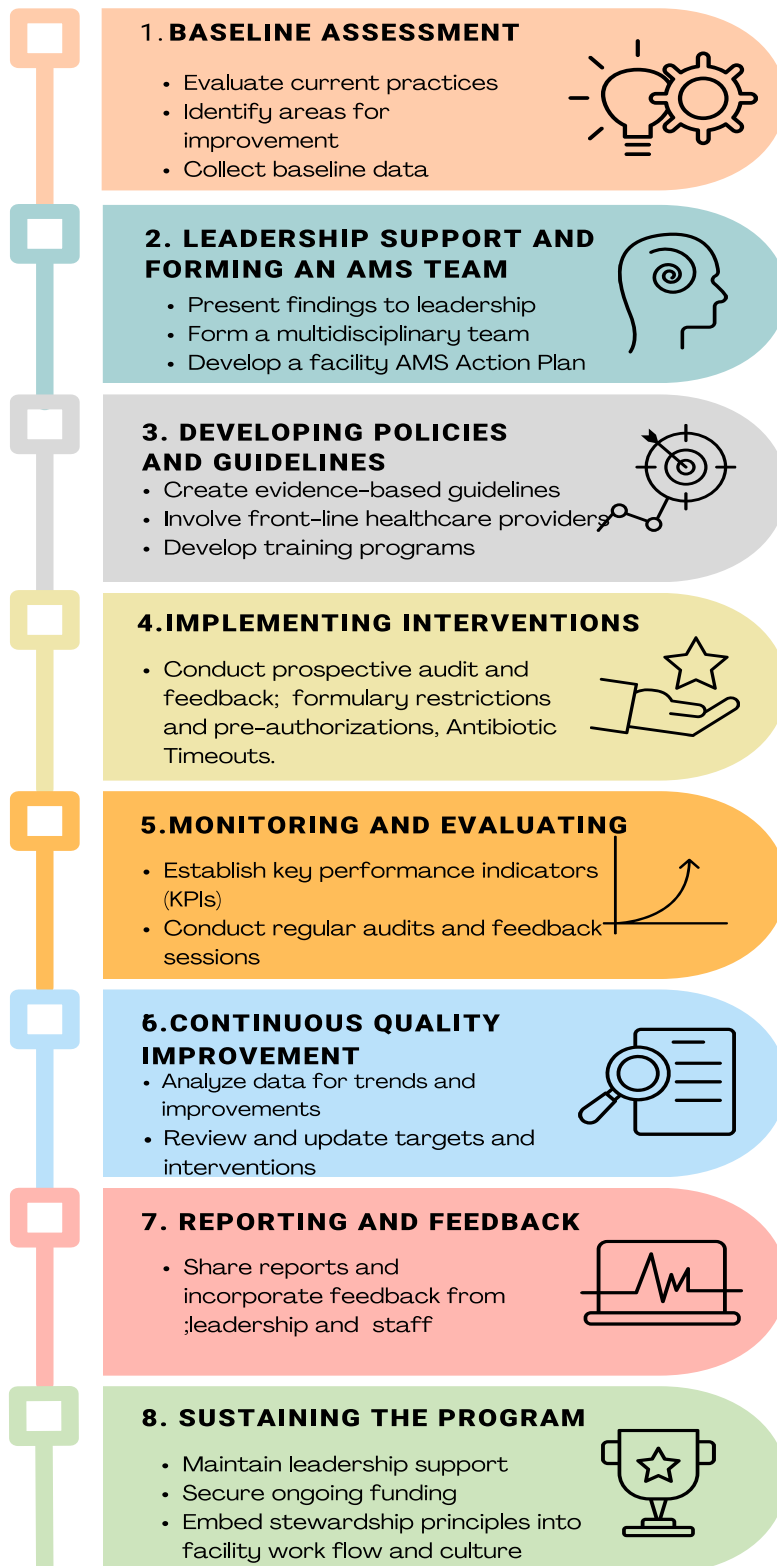 1. BASELINE ASSESSMENT
• Evaluate current practices
• Identify areas for
improvement
• Collect baseline data
2. LEADERSHIP SUPPORT AND
FORMING AN AMS TEAM
• Present findings to leadership
• Form a multidisciplinary team
• Develop a facility AMS Action Plan
3. DEVELOPING POLICIES
AND GUIDELINES
• Create evidence-based guidelines
• Involve front-line healthcare providers
• Develop training programs
4.IMPLEMENTING INTERVENTIONS
• Conduct prospective audit and
feedback; formulary restrictions
and pre-authorizations, Antibiotic
Timeouts.
5.MONITORING AND EVALUATING
• Establish key performance indicators
(KPIs)
• Conduct regular audits and feedback
sessions
6.CONTINUOUS QUALITY
IMPROVEMENT
• Analyze data for trends and
improvements
• Review and update targets and
interventions
7. REPORTING AND FEEDBACK
• Share reports and
incorporate feedback from
;leadership and staff
8. SUSTAINING THE PROGRAM
• Maintain leadership support
• Secure ongoing funding
• Embed stewardship principles into
facility work flow and culture